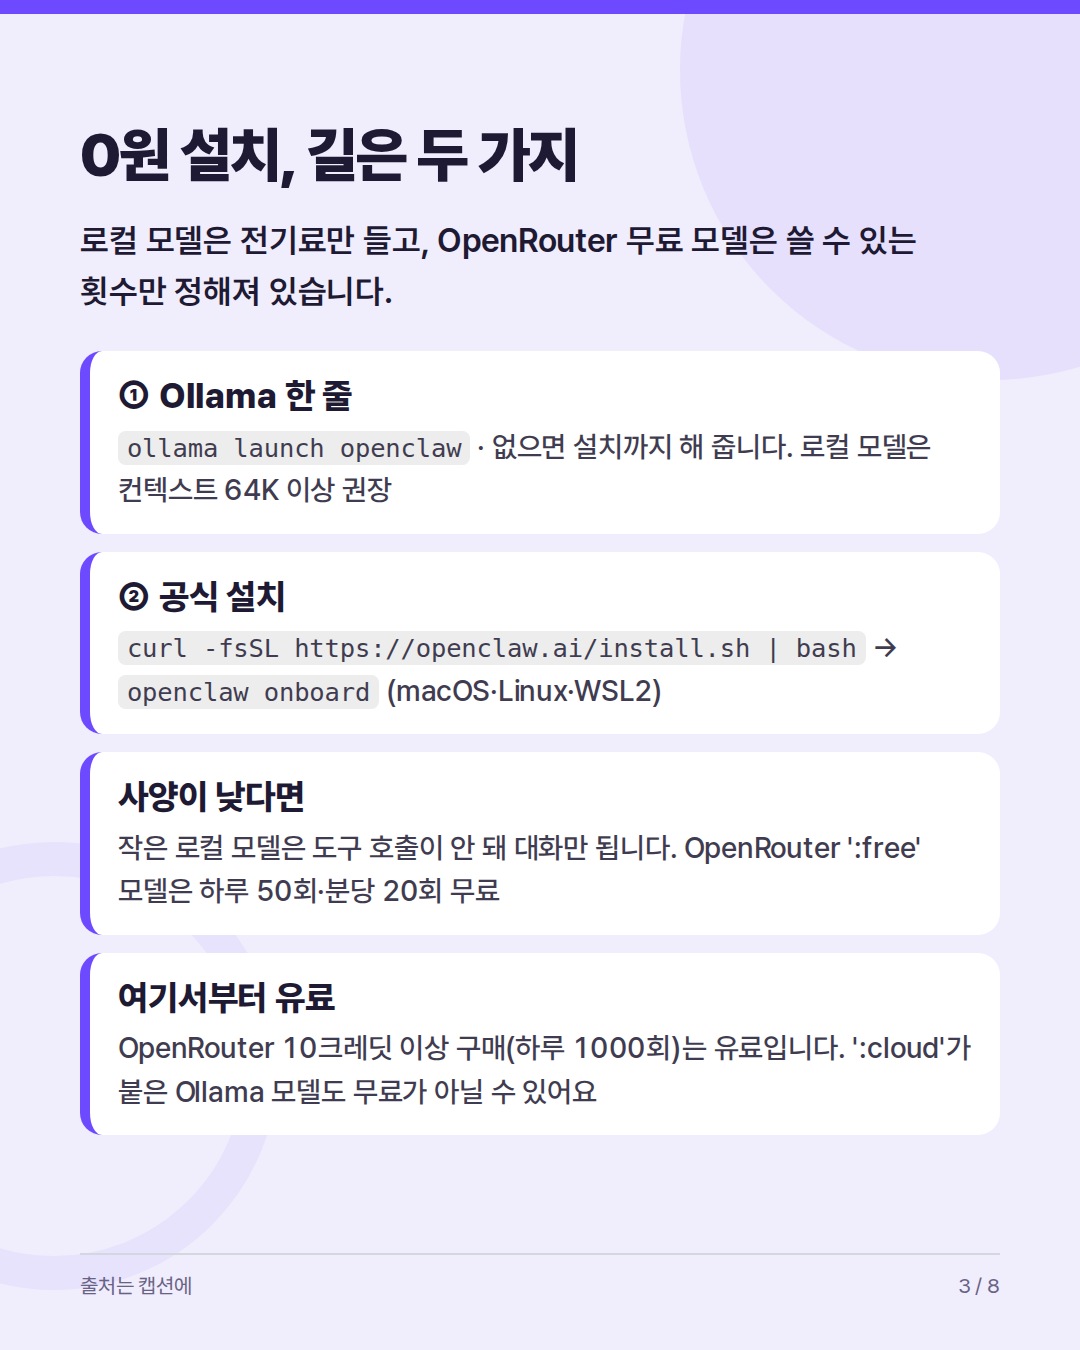 0원 설치, 길은 두 가지
로컬 모델은 전기료만 들고, OpenRouter 무료 모델은 쓸 수 있는
횟수만 정해져 있습니다.
① Ollama 한 줄
ollama launch openclaw · 없으면 설치까지 해 줍니다. 로컬 모델은
컨텍스트 64K 이상 권장
② 공식 설치
curl -fsSL https://openclaw.ai/install.sh | bash →
openclaw onboard (macOS·Linux·WSL2)
사양이 낮다면
작은 로컬 모델은 도구 호출이 안 돼 대화만 됩니다. OpenRouter ':free'
모델은 하루 50회·분당 20회 무료
여기서부터 유료
OpenRouter 10크레딧 이상 구매(하루 1000회)는 유료입니다. ':cloud'가
붙은 Ollama 모델도 무료가 아닐 수 있어요
출처는 캡션에
3 / 8